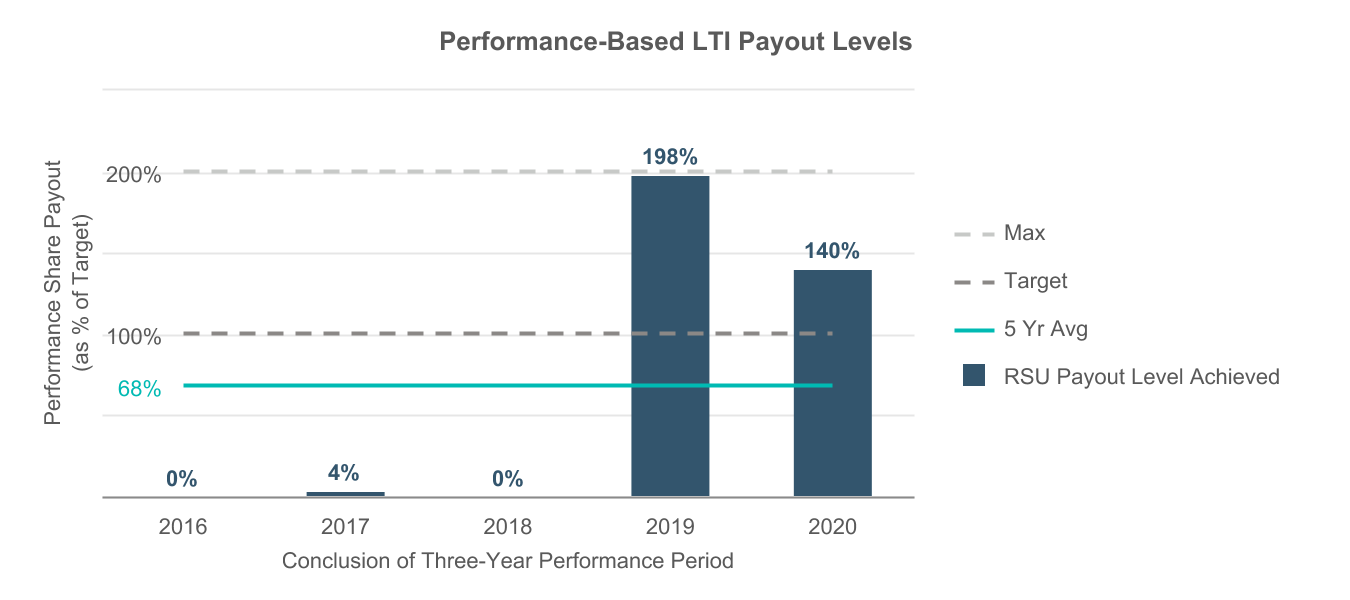 Performance-Based LTI Payout Levels
Performance Share Payout
(as % of Target)
200%
100%
68%
0%
4%
0%
198%
140%
2016
2017
2018
2019
2020
Conclusion of Three-Year Performance Period
Max
Target
5 Yr Avg
RSU Payout Level Achieved